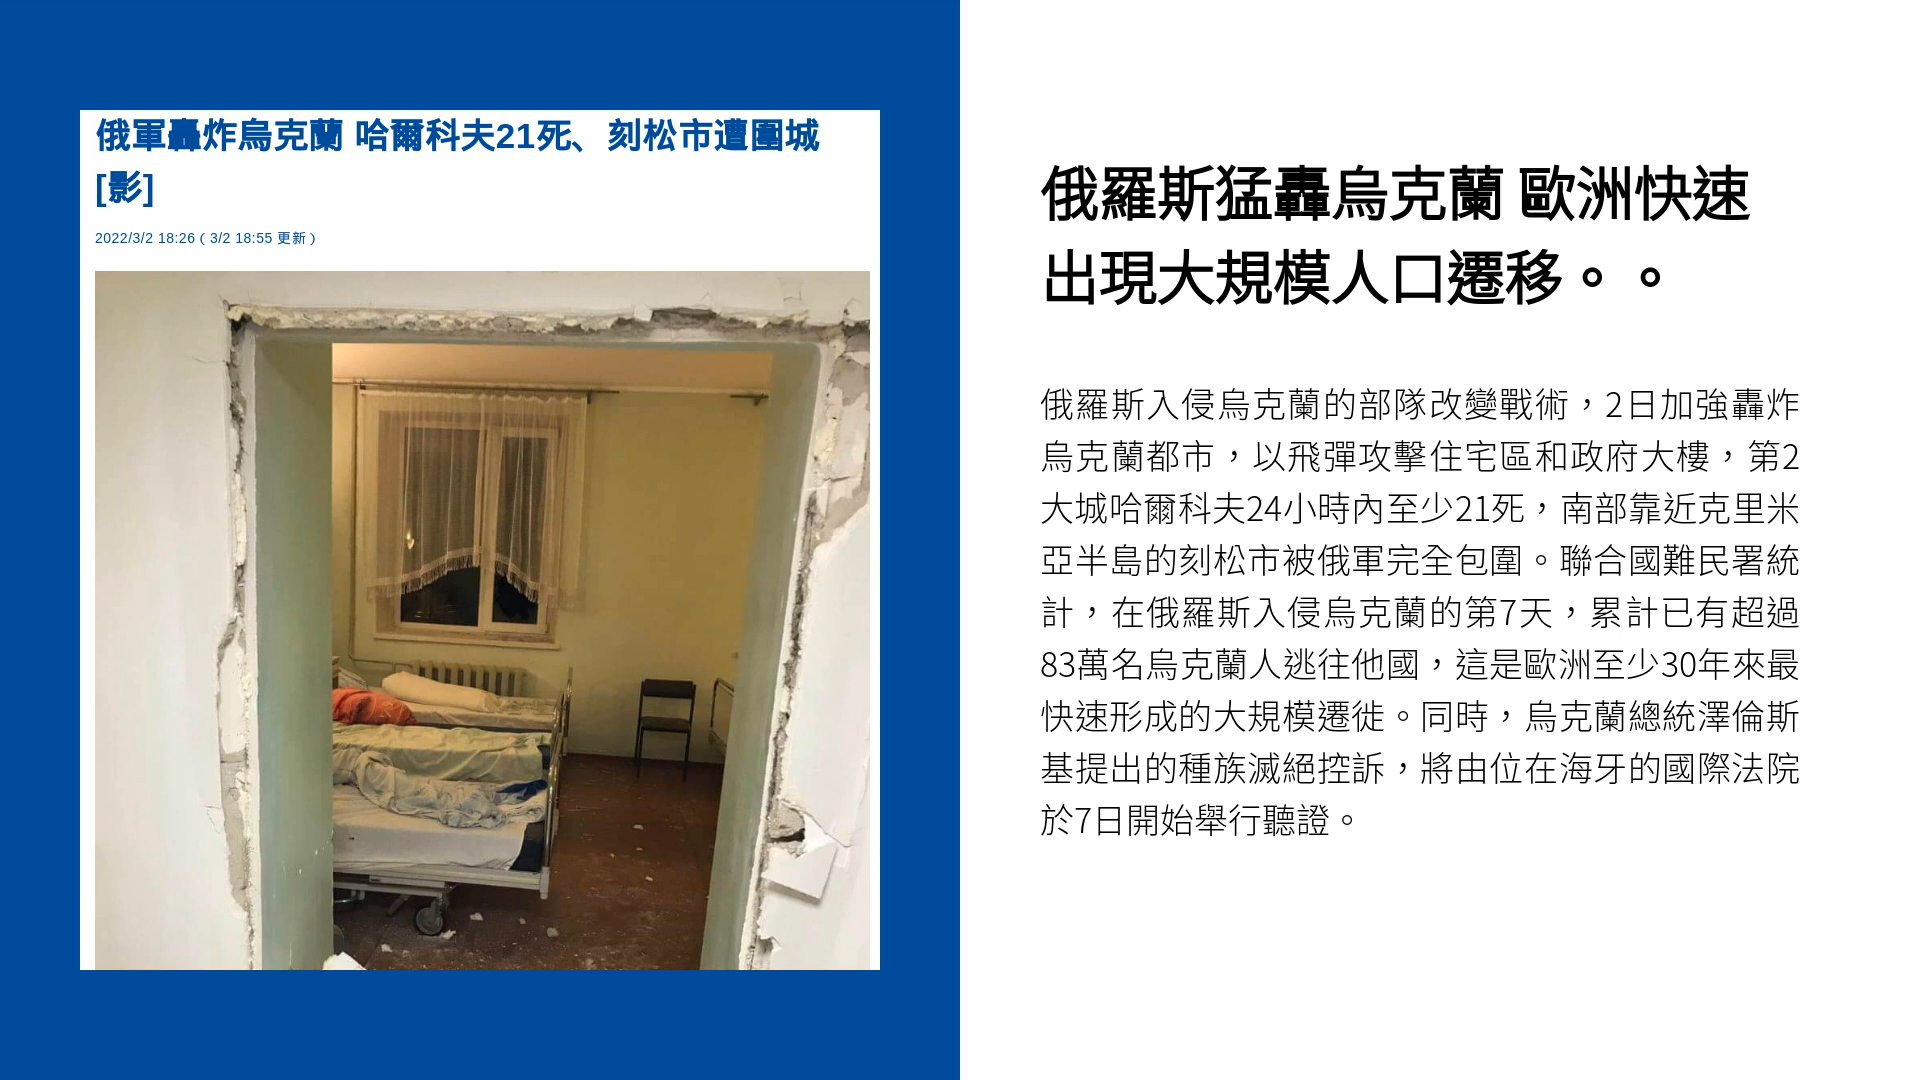 俄軍轟炸烏克蘭 哈爾科夫21死、刻松市遭圍城
[影]
2022/3/2 18:26（3/2 18:55 更新）
俄羅斯猛轟烏克蘭 歐洲快速
出現大規模人口遷移。。
俄羅斯入侵烏克蘭的部隊改變戰術，2日加強轟炸
烏克蘭都市，以飛彈攻擊住宅區和政府大樓，第2
大城哈爾科夫24小時內至少21死，南部靠近克里米
亞半島的刻松市被俄軍完全包圍。聯合國難民署統
計，在俄羅斯入侵烏克蘭的第7天，累計已有超過
83萬名烏克蘭人逃往他國，這是歐洲至少30年來最
快速形成的大規模遷徙。同時，烏克蘭總統澤倫斯
基提出的種族滅絕控訴，將由位在海牙的國際法院
於7日開始舉行聽證。